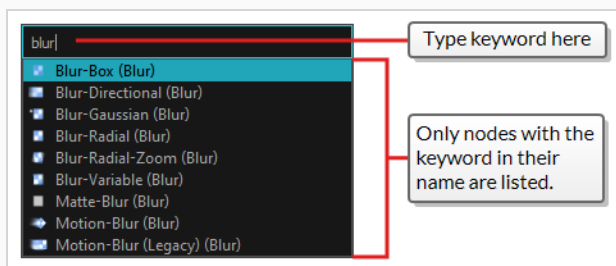 blur
Type keyword here
Blur-Box (Blur)
Blur-Directional (Blur)
Blur-Gaussian (Blur)
Blur-Radial (Blur)
Blur-Radial-Zoom (Blur)
Blur-Variable (Blur)
Matte-Blur (Blur)
Motion-Blur (Blur)
Motion-Blur (Legacy) (Blur)
Only nodes with the
keyword in their
name are listed.